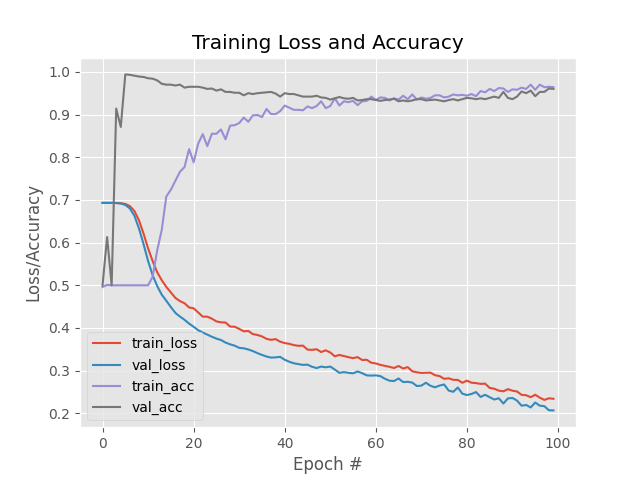 Training Loss and Accuracy
Loss/Accuracy
1.0
0.9
0.8
0.7
0.6
0.5
0.4
0.3
0.2
train_loss
val_loss
train_acc
val_acc
0 20 40 60 80 100
Epoch #